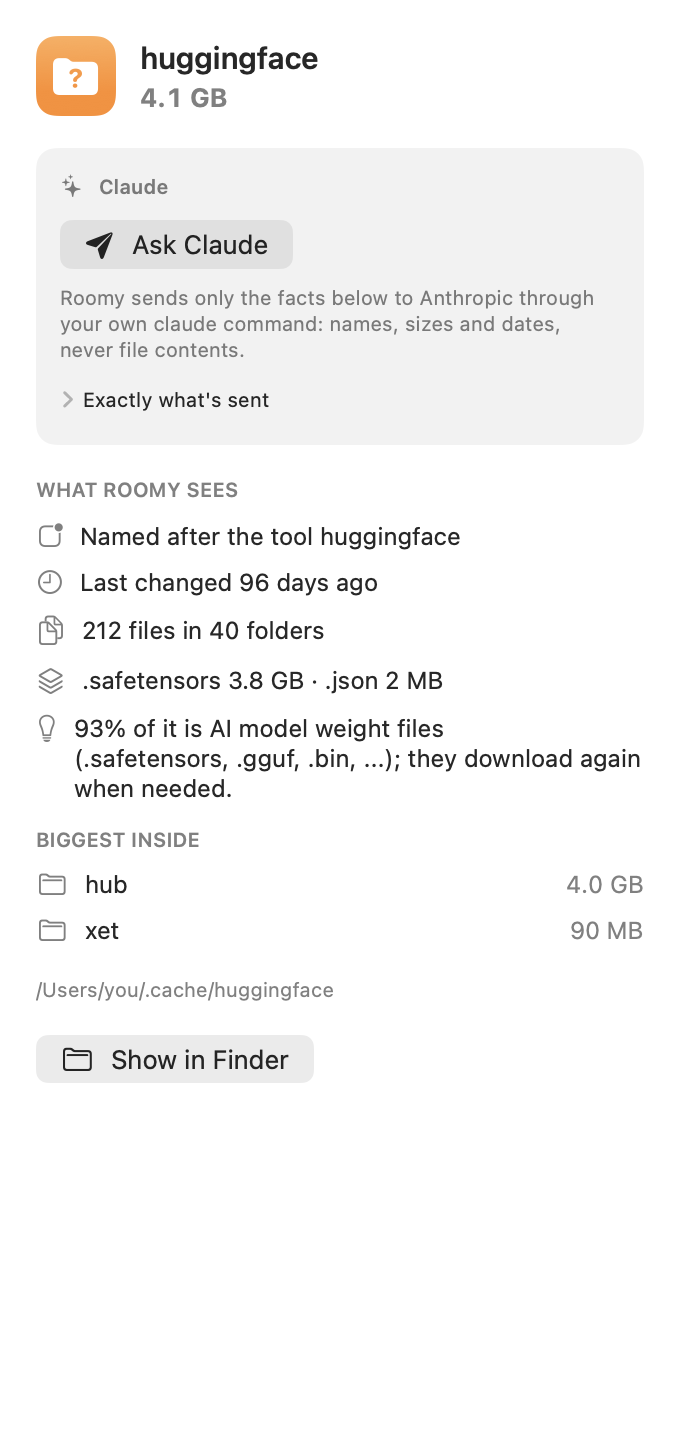 huggingface
4.1 GB
Claude
Ask Claude
Roomy sends only the facts below to Anthropic through
your own claude command: names, sizes and dates,
never file contents.
Exactly what's sent
WHAT ROOMY SEES
Named after the tool huggingface
Last changed 96 days ago
212 files in 40 folders
.safetensors 3.8 GB · .json 2 MB
93% of it is AI model weight files
(.safetensors, .gguf, .bin, ...); they download again
when needed.
BIGGEST INSIDE
hub 4.0 GB
xet 90 MB
/Users/you/.cache/huggingface
Show in Finder